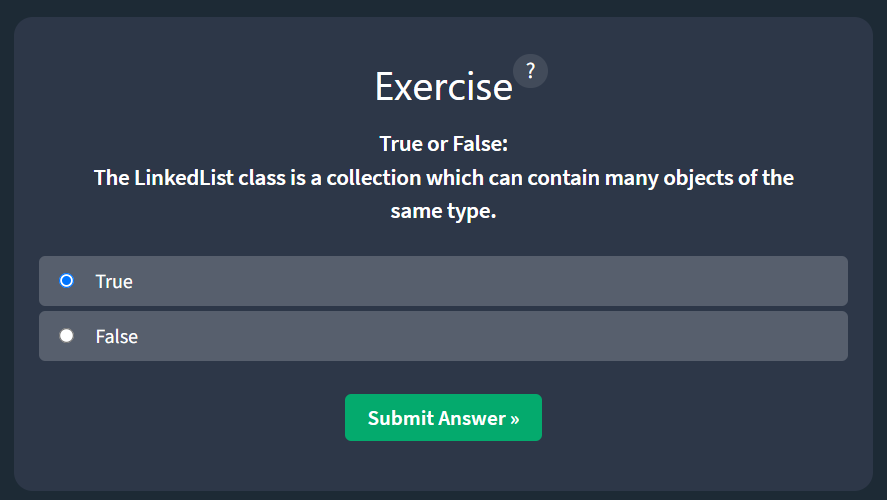 Exercise
?
True or False:
The LinkedList class is a collection which can contain many objects of the
same type.
True
False
Submit Answer »